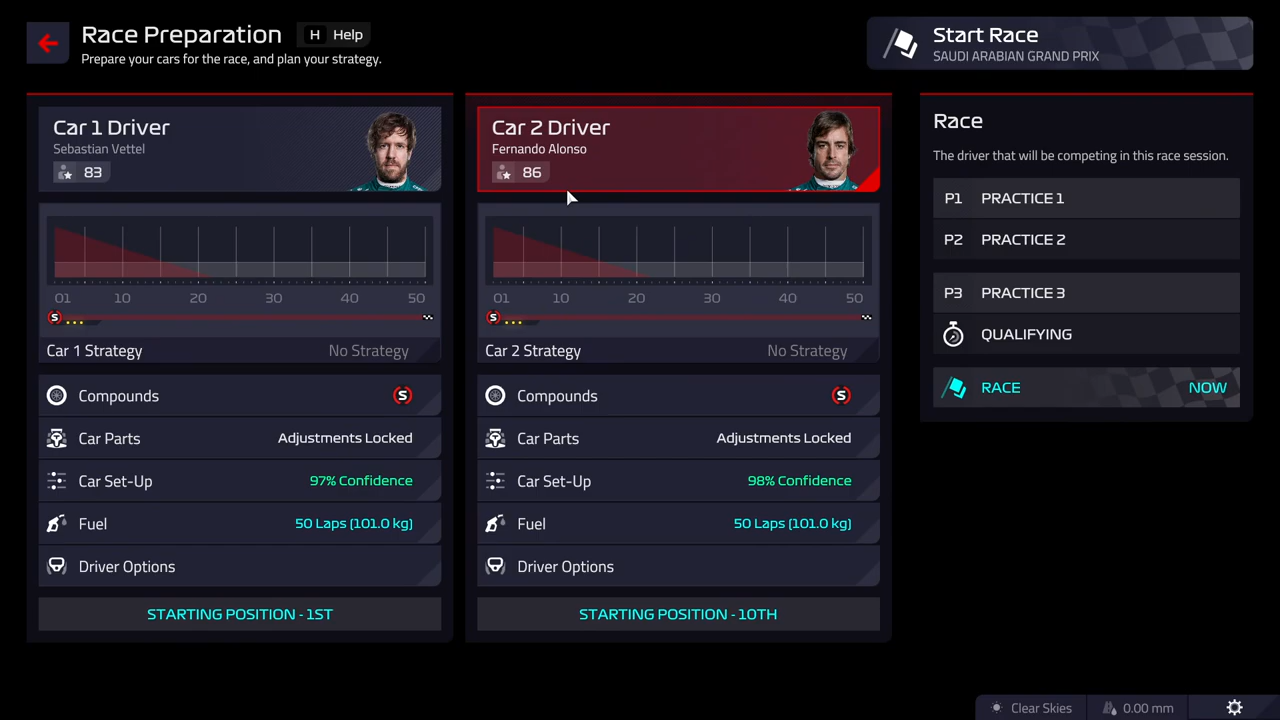 Race Preparation
H Help
Prepare your cars for the race, and plan your strategy.
Start Race
SAUDI ARABIAN GRAND PRIX
Car 1 Driver
Sebastian Vettel
83
01 10 20 30 40 50
S
Car 1 Strategy No Strategy
Compounds S
Car Parts Adjustments Locked
Car Set-Up 97% Confidence
Fuel 50 Laps (101.0 kg)
Driver Options
STARTING POSITION - 1ST
Car 2 Driver
Fernando Alonso
86
01 10 20 30 40 50
S
Car 2 Strategy No Strategy
Compounds S
Car Parts Adjustments Locked
Car Set-Up 98% Confidence
Fuel 50 Laps (101.0 kg)
Driver Options
STARTING POSITION - 10TH
Race
The driver that will be competing in this race session.
P1 PRACTICE 1
P2 PRACTICE 2
P3 PRACTICE 3
QUALIFYING
RACE NOW
Clear Skies 0.00 mm